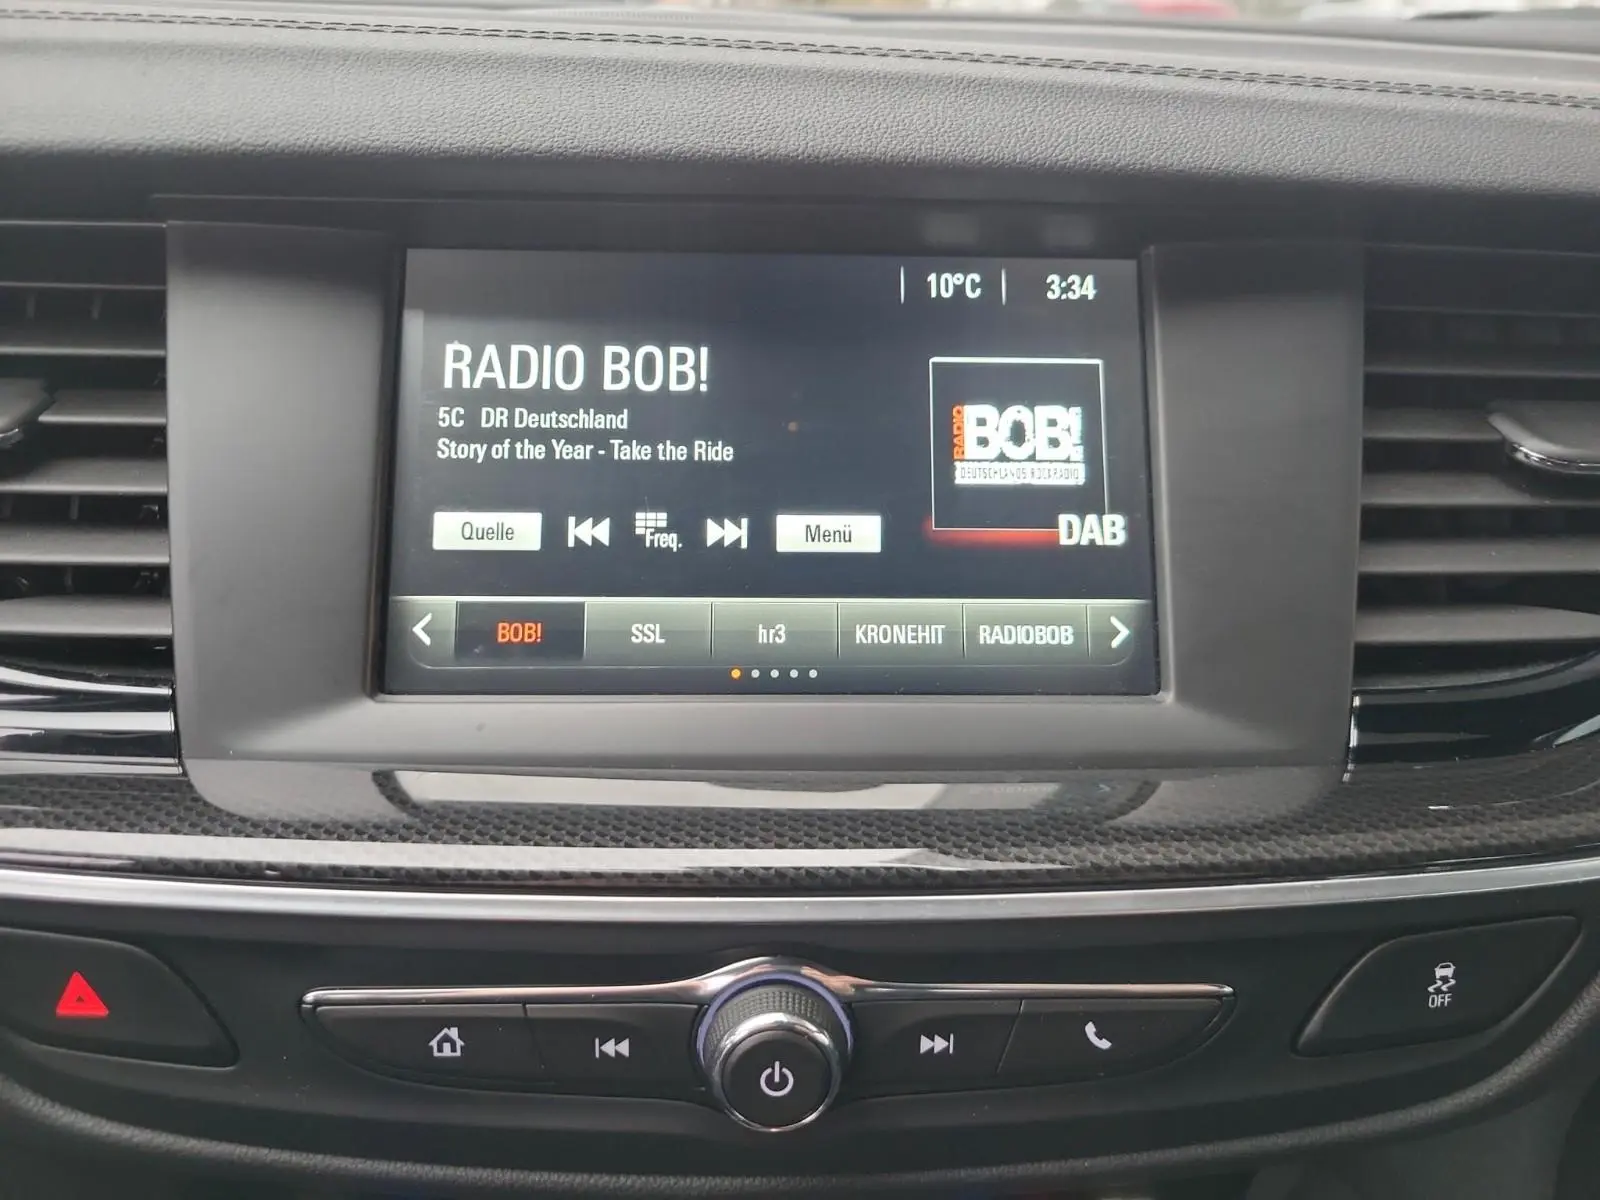 10°C 3:34
RADIO BOB!
5C DR Deutschland
Story of the Year - Take the Ride
RADIO
BOB!
DEUTSCHLANDS ROCKRADIO
DAB
Quelle Freq. Menü
BOB! SSL hr3 KRONEHIT RADIOBOB
OFF